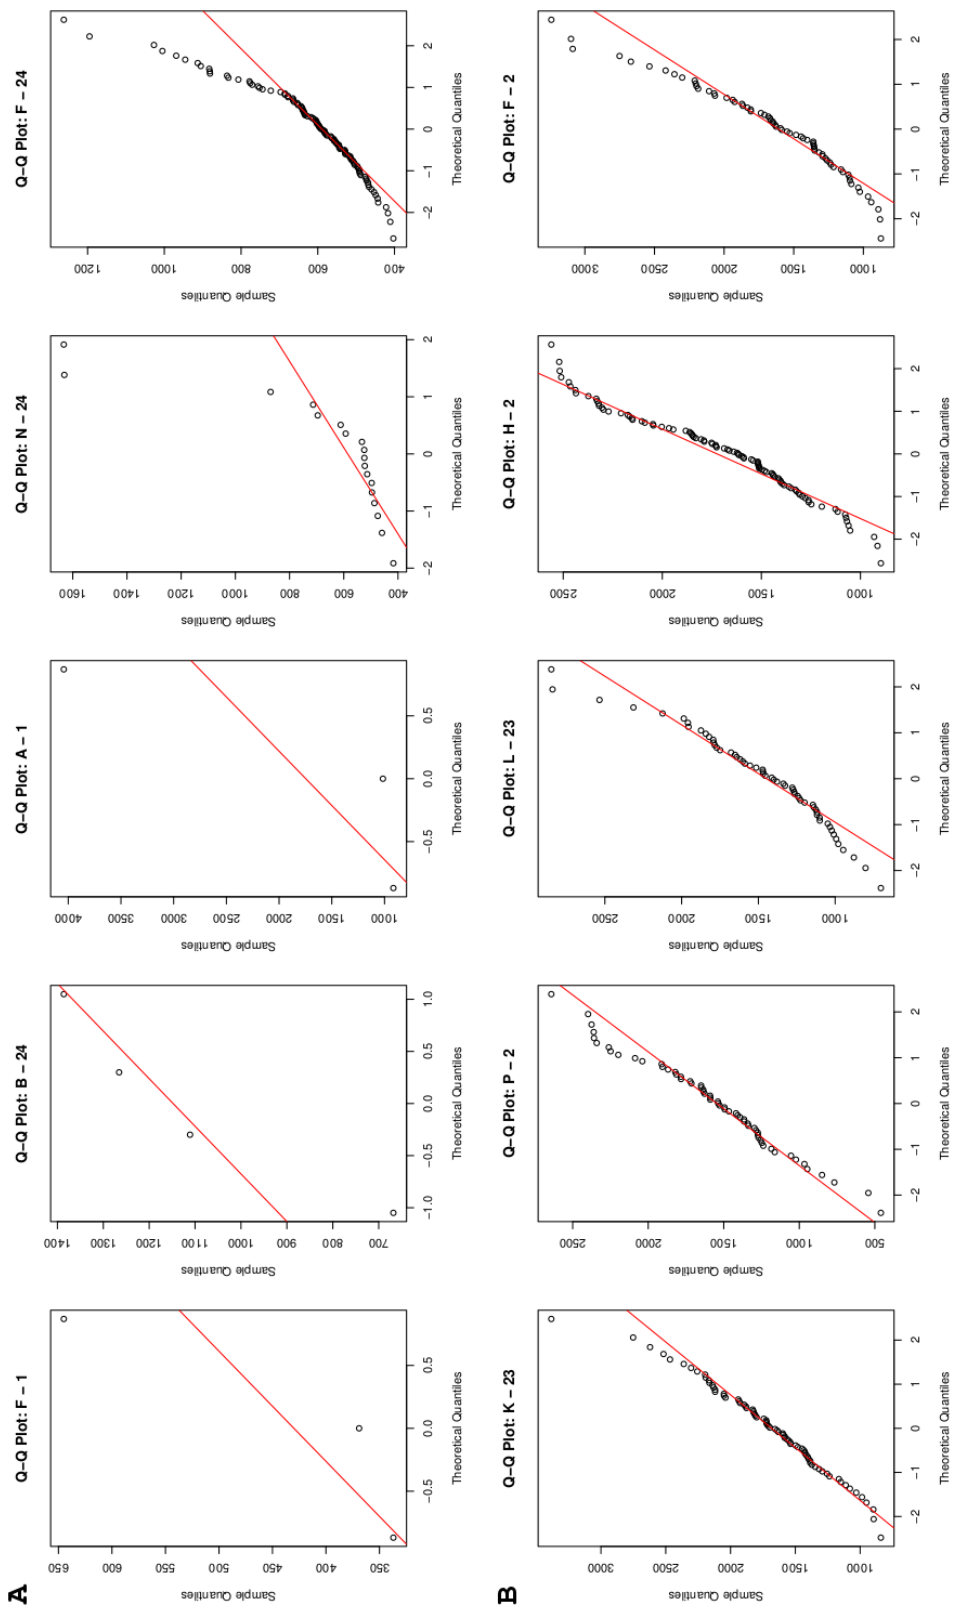 A
Q–Q Plot: F – 1
350 400 450 500 550 600 650
Sample Quantiles
−0.5 0.0 0.5
Theoretical Quantiles
Q–Q Plot: B – 24
700 800 900 1000 1100 1200 1300 1400
Sample Quantiles
−1.0 −0.5 0.0 0.5 1.0
Theoretical Quantiles
Q–Q Plot: A – 1
1000 1500 2000 2500 3000 3500 4000
Sample Quantiles
−0.5 0.0 0.5
Theoretical Quantiles
Q–Q Plot: N – 24
400 600 800 1000 1200 1400 1600
Sample Quantiles
−2 −1 0 1 2
Theoretical Quantiles
Q–Q Plot: F – 24
400 600 800 1000 1200
Sample Quantiles
−2 −1 0 1 2
Theoretical Quantiles
B
Q–Q Plot: K – 23
1000 1500 2000 2500 3000
Sample Quantiles
−2 −1 0 1 2
Theoretical Quantiles
Q–Q Plot: P – 2
500 1000 1500 2000 2500
Sample Quantiles
−2 −1 0 1 2
Theoretical Quantiles
Q–Q Plot: L – 23
1000 1500 2000 2500
Sample Quantiles
−2 −1 0 1 2
Theoretical Quantiles
Q–Q Plot: H – 2
1000 1500 2000 2500
Sample Quantiles
−2 −1 0 1 2
Theoretical Quantiles
Q–Q Plot: F – 2
1000 1500 2000 2500 3000
Sample Quantiles
−2 −1 0 1 2
Theoretical Quantiles